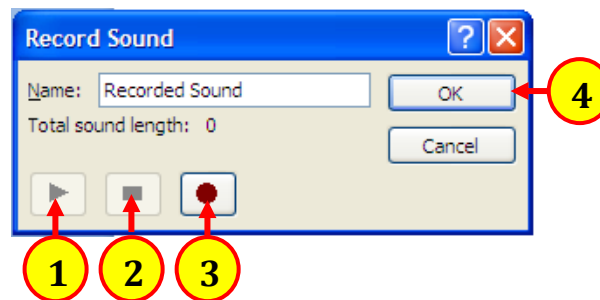 Record Sound
?
Name: Recorded Sound
OK
4
Total sound length: 0
Cancel
1
2
3